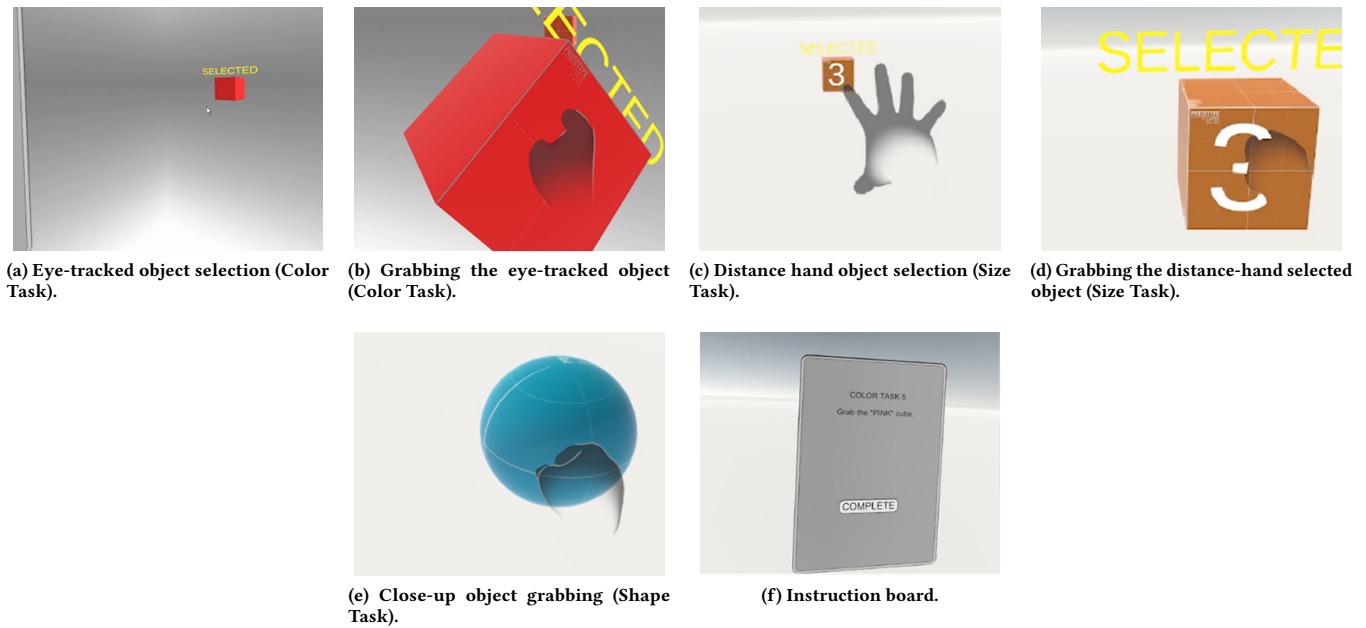 SELECTED
(a) Eye-tracked object selection (Color
Task).
ECTED
(b) Grabbing the eye-tracked object
(Color Task).
SELECTED
3
(c) Distance hand object selection (Size
Task).
SELECTE
3
(d) Grabbing the distance-hand selected
object (Size Task).
(e) Close-up object grabbing (Shape
Task).
COLOR TASK 5
Grab the "PINK" cube.
COMPLETE
(f) Instruction board.